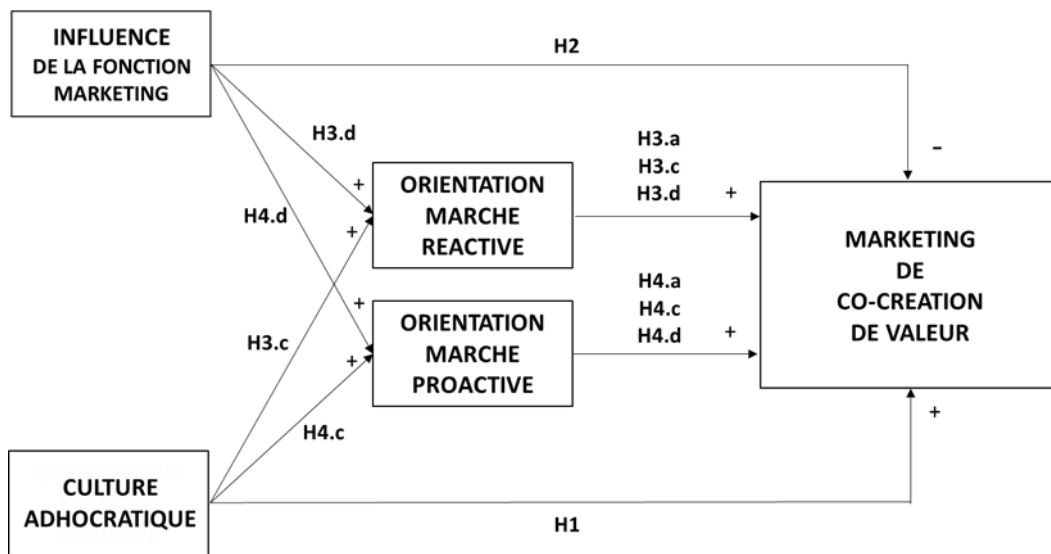 INFLUENCE
DE LA FONCTION
MARKETING
H2
H3.d
H3.a
H3.c
H3.d
+
−
+
+
ORIENTATION
MARCHE
REACTIVE
MARKETING
DE
CO-CREATION
DE VALEUR
H4.d
H4.a
H4.c
H4.d
+
+
+
ORIENTATION
MARCHE
PROACTIVE
H3.c
H4.c
+
CULTURE
ADHOCRATIQUE
H1